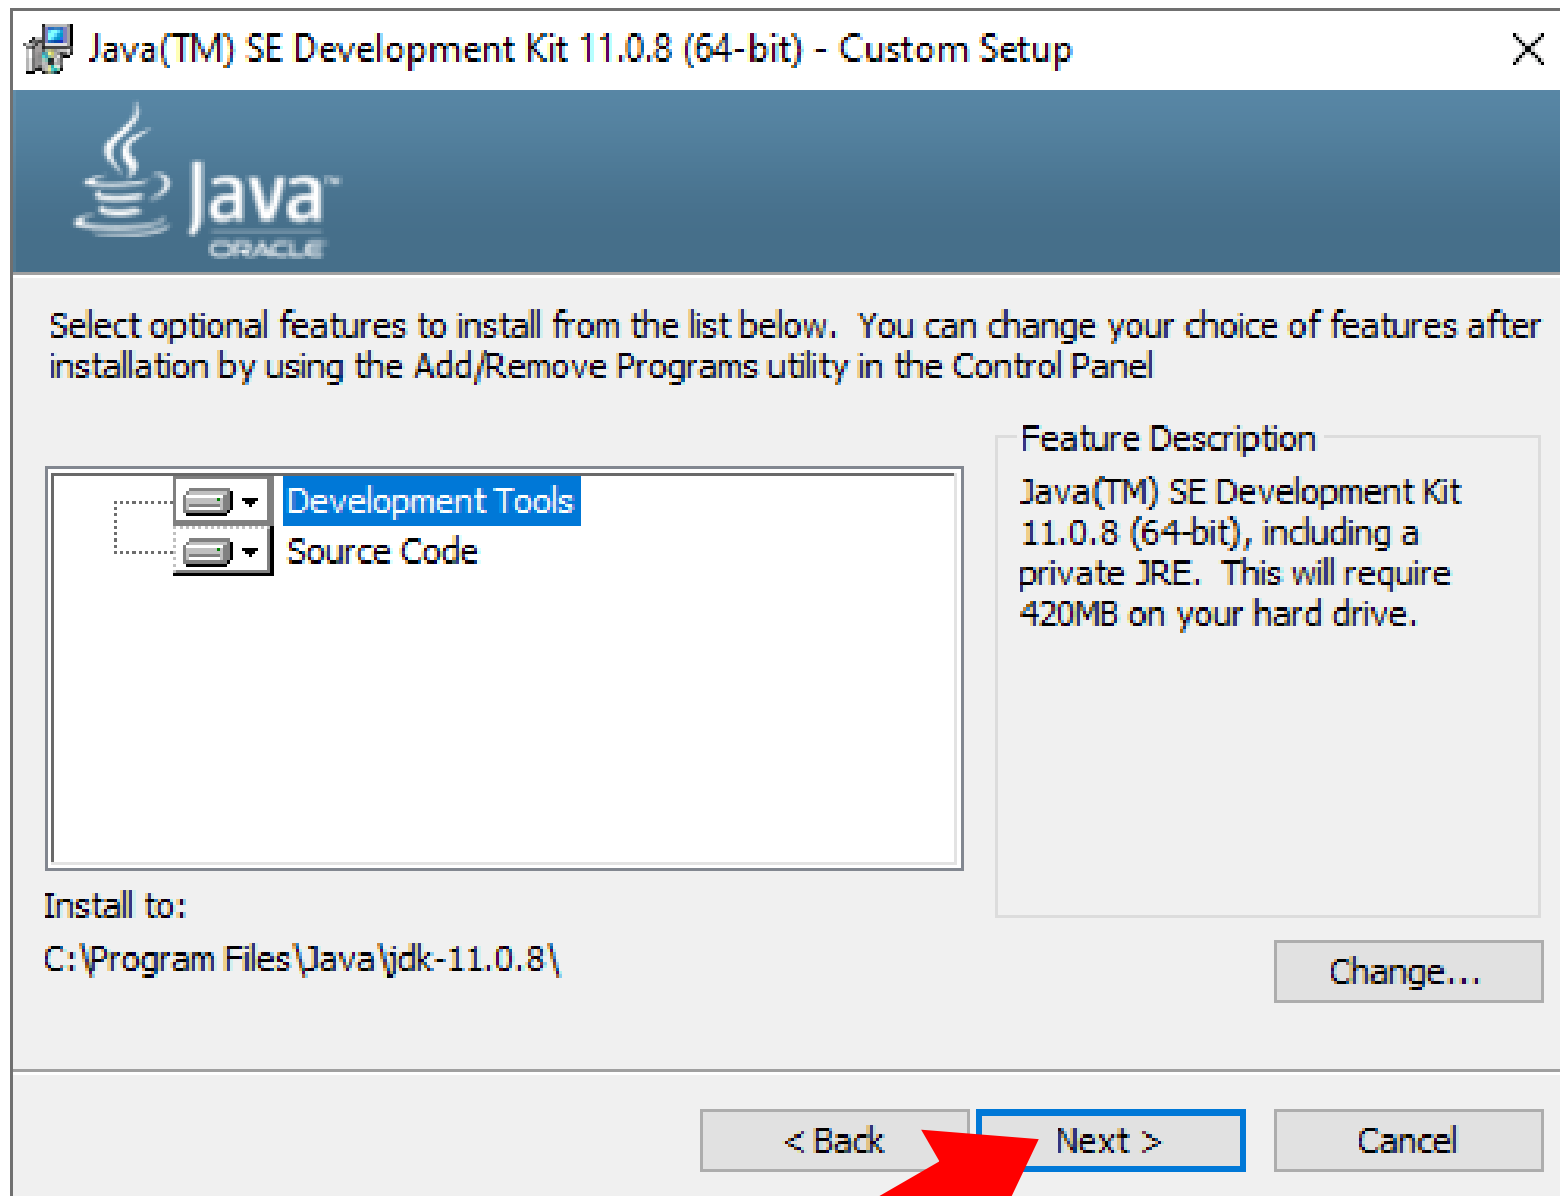 Java(TM) SE Development Kit 11.0.8 (64-bit) - Custom Setup
Java™
ORACLE
Select optional features to install from the list below.  You can change your choice of features after
installation by using the Add/Remove Programs utility in the Control Panel
Development Tools
Source Code
Feature Description
Java(TM) SE Development Kit
11.0.8 (64-bit), including a
private JRE.  This will require
420MB on your hard drive.
Install to:
C:\Program Files\Java\jdk-11.0.8\
Change...
< Back
Next >
Cancel